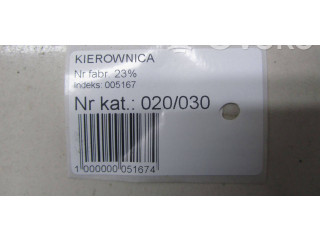 KIEROWNICA
Nr fabr. 23%
Indeks: 005167
Nr kat.: 020/030
1 000000 051674